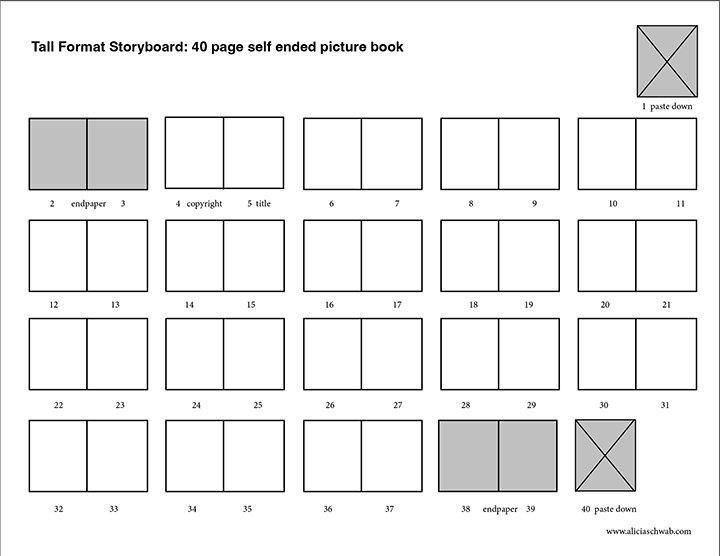 Tall Format Storyboard: 40 page self ended picture book
1 paste down
2 endpaper 3
4 copyright 5 title
6 7
8 9
10 11
12 13
14 15
16 17
18 19
20 21
22 23
24 25
26 27
28 29
30 31
32 33
34 35
36 37
38 endpaper 39
40 paste down
www.aliciaschwab.com